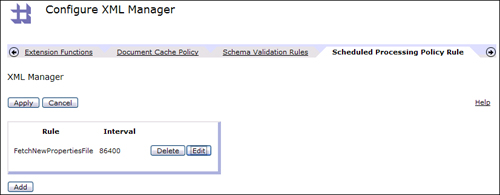 Configure XML Manager
Extension Functions Document Cache Policy Schema Validation Rules Scheduled Processing Policy Rule
XML Manager
Apply Cancel Help
Rule Interval
FetchNewPropertiesFile 86400 Delete Edit
Add